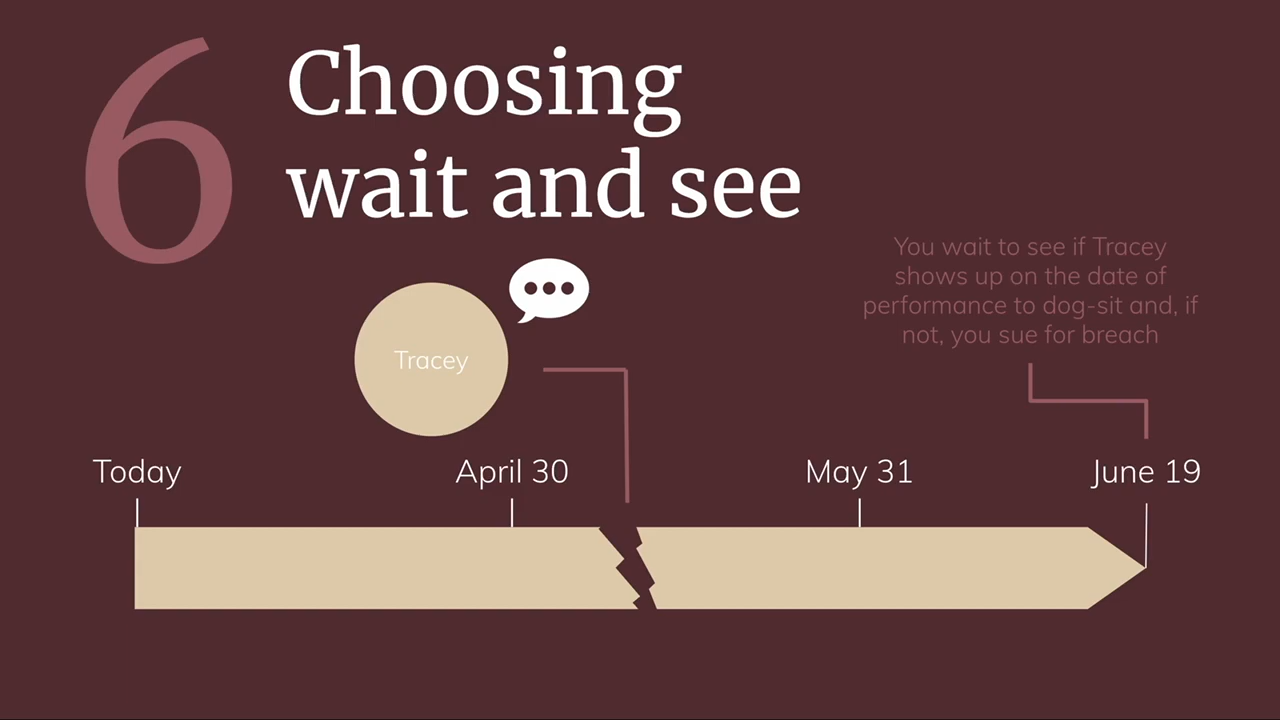 6
Choosing
wait and see
You wait to see if Tracey
shows up on the date of
performance to dog-sit and, if
not, you sue for breach
Tracey
Today
April 30
May 31
June 19